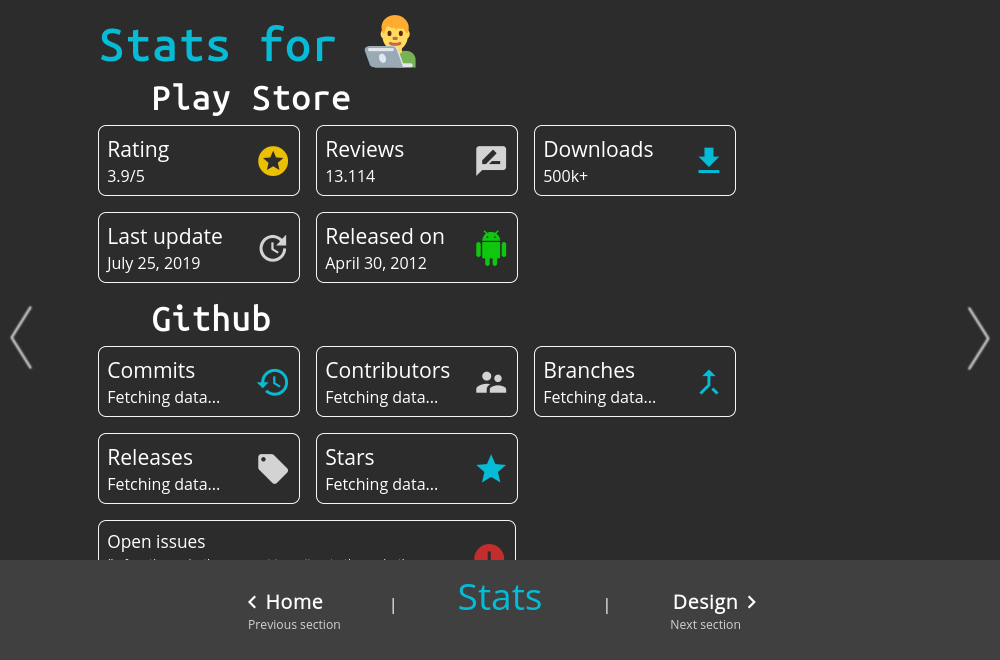 Stats for
Play Store
Rating
3.9/5
Reviews
13.114
Downloads
500k+
Last update
July 25, 2019
Released on
April 30, 2012
Github
Commits
Fetching data...
Contributors
Fetching data...
Branches
Fetching data...
Releases
Fetching data...
Stars
Fetching data...
Open issues
Home
Previous section
|
Stats
|
Design
Next section